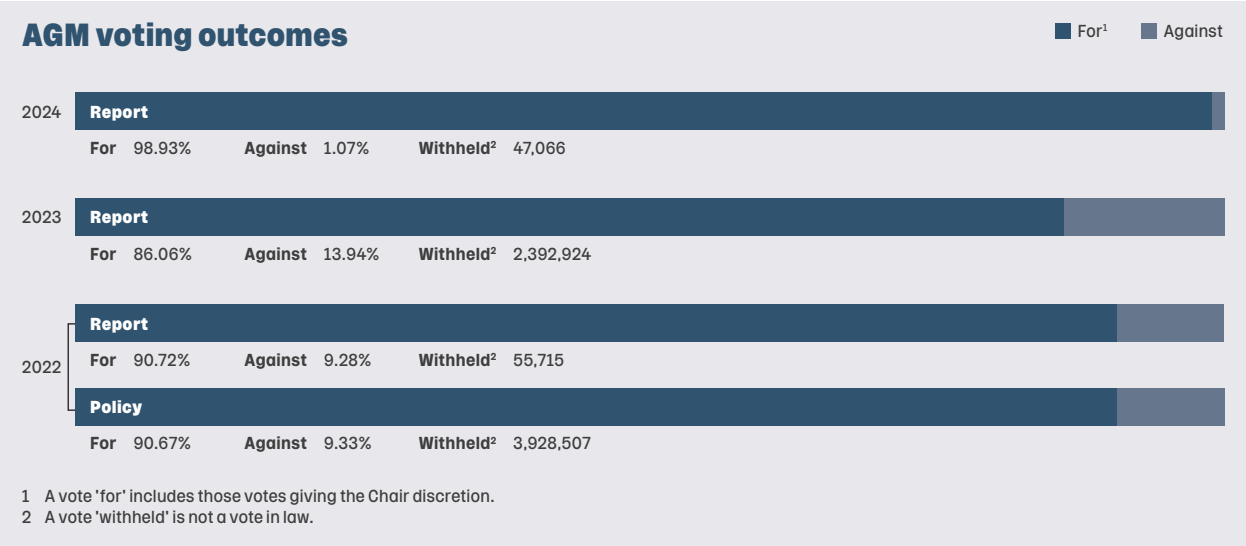 AGM voting outcomes
For¹ Against
2024 Report
For 98.93% Against 1.07% Withheld² 47,066
2023 Report
For 86.06% Against 13.94% Withheld² 2,392,924
2022
Report
For 90.72% Against 9.28% Withheld² 55,715
Policy
For 90.67% Against 9.33% Withheld² 3,928,507
1 A vote 'for' includes those votes giving the Chair discretion.
2 A vote 'withheld' is not a vote in law.